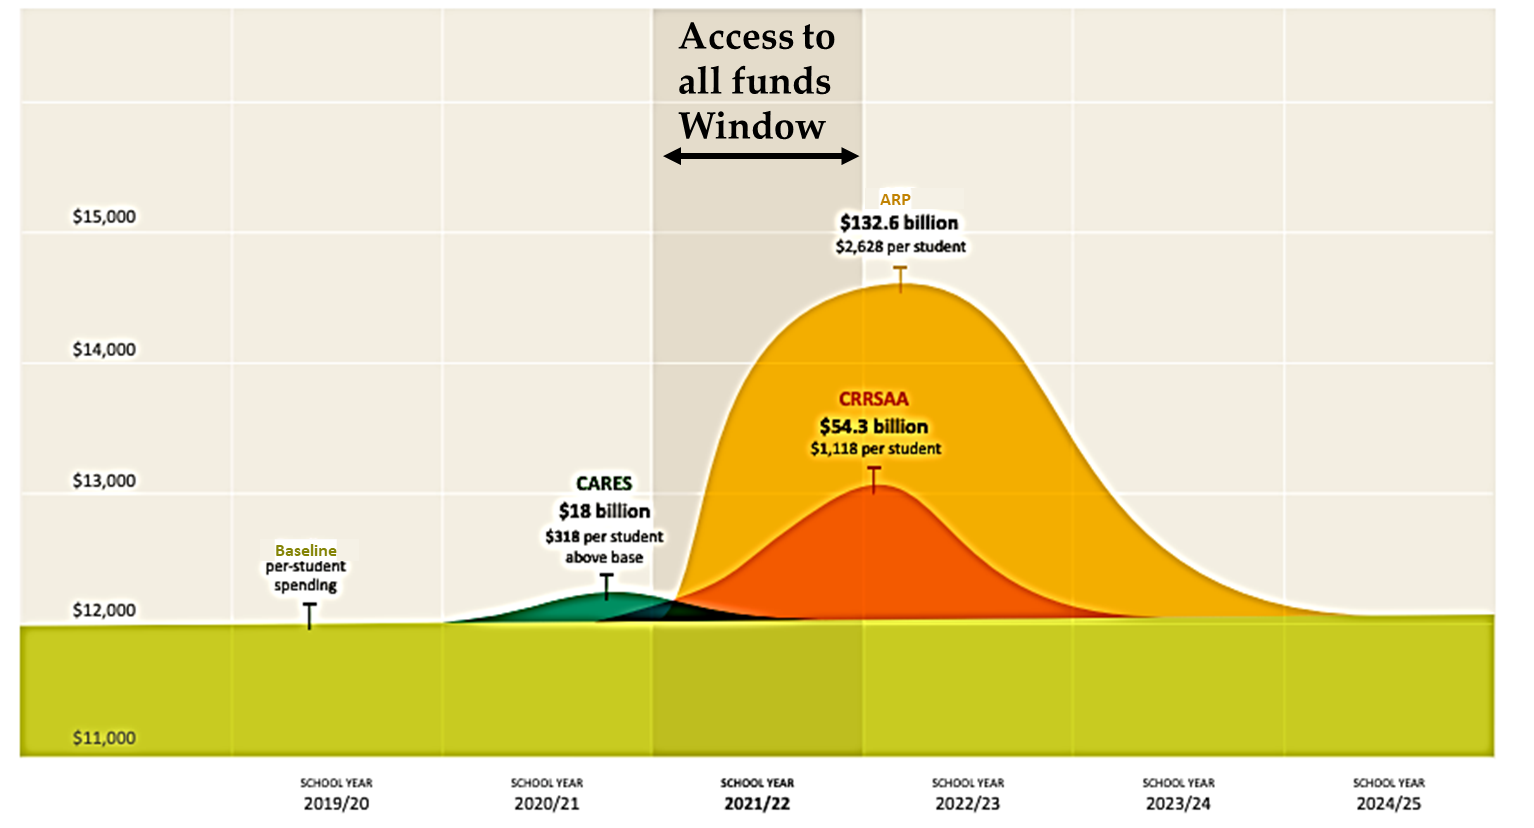 Access to
all funds
Window
ARP
$132.6 billion
$2,628 per student
$15,000
$14,000
CRRSAA
$54.3 billion
$1,118 per student
$13,000
CARES
$18 billion
$318 per student
above base
Baseline
per-student
spending
$12,000
$11,000
SCHOOL YEAR
2019/20
SCHOOL YEAR
2020/21
SCHOOL YEAR
2021/22
SCHOOL YEAR
2022/23
SCHOOL YEAR
2023/24
SCHOOL YEAR
2024/25